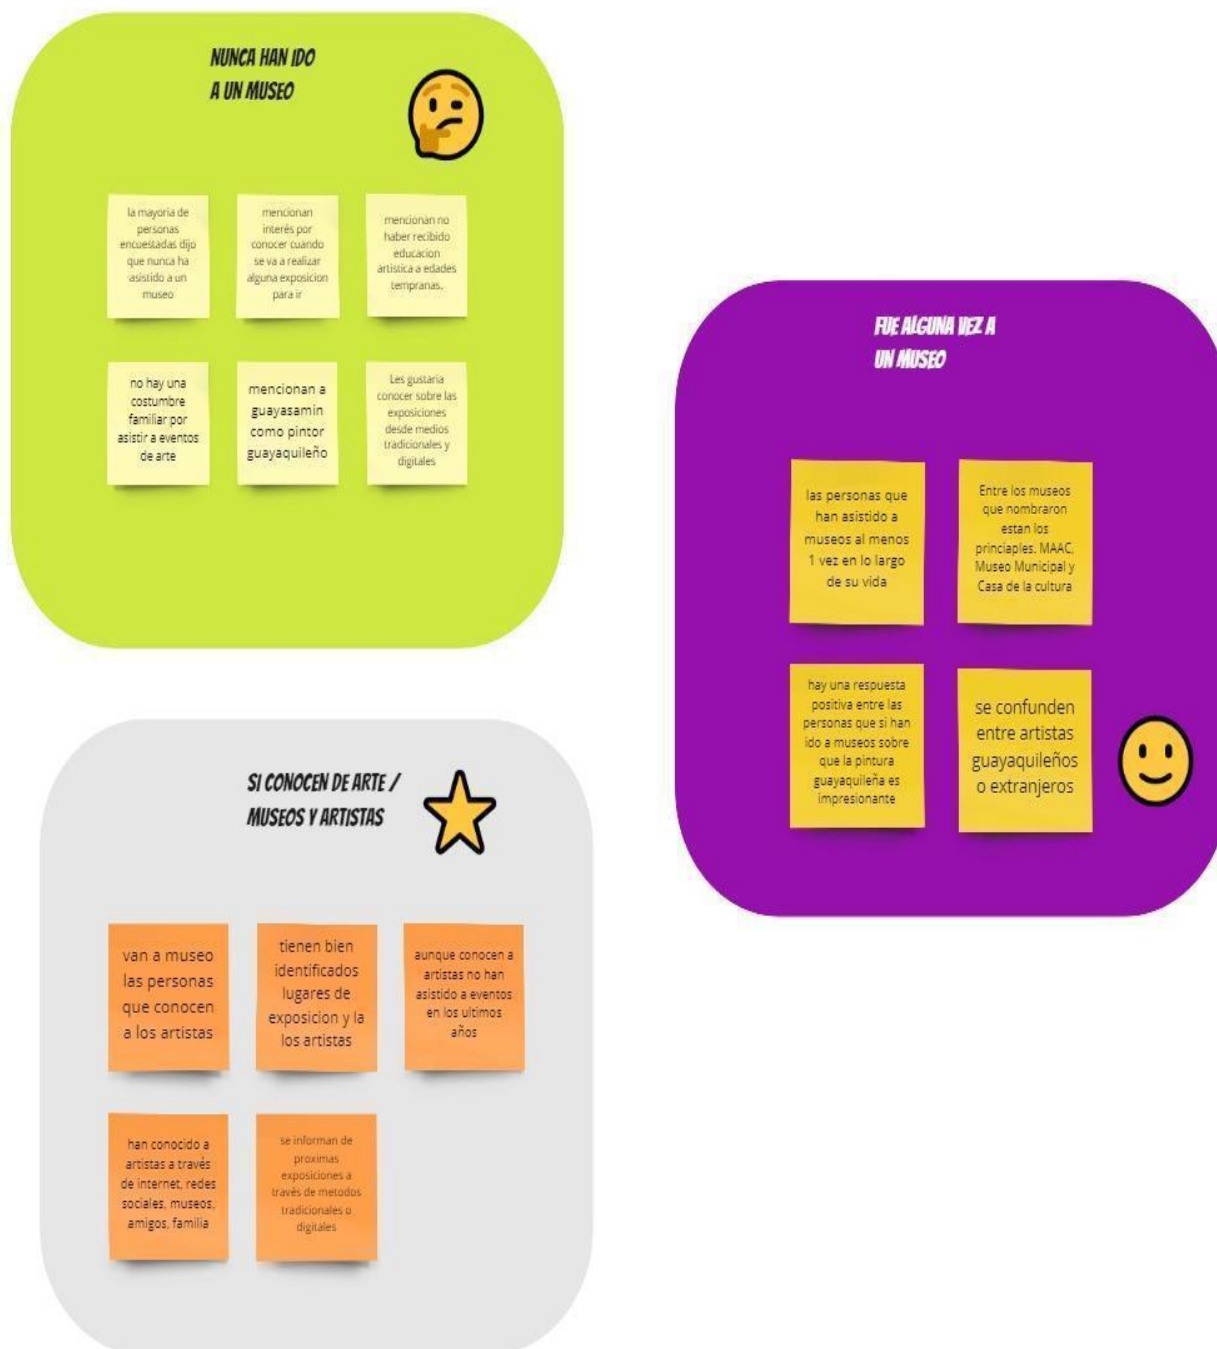 NUNCA HAN IDO
A UN MUSEO
la mayoria de
personas
encuestadas dijo
que nunca ha
asistido a un
museo
mencionan
interés por
conocer cuándo
se va a realizar
alguna exposicion
para ir
mencionan no
haber recibido
educacion
artistica a edades
tempranas.
no hay una
costumbre
familiar por
asistir a eventos
de arte
mencionan a
guayasamin
como pintor
guayaquileño
Les gustaria
conocer sobre las
exposiciones
desde medios
tradicionales y
digitales
FUE ALGUNA VEZ A
UN MUSEO
las personas que
han asistido a
museos al menos
1 vez en lo largo
de su vida
Entre los museos
que nombraron
estan los
princiaples. MAAC,
Museo Municipal y
Casa de la cultura
hay una respuesta
positiva entre las
personas que si han
ido a museos sobre
que la pintura
guayaquileña es
impresionante
se confunden
entre artistas
guayaquileños
o extranjeros
SI CONOCEN DE ARTE /
MUSEOS Y ARTISTAS
van a museo
las personas
que conocen
a los artistas
tienen bien
identificados
lugares de
exposicion y la
los artistas
aunque conocen a
artistas no han
asistido a eventos
en los ultimos
años
han conocido a
artistas a través
de internet, redes
sociales, museos,
amigos, familia
se informan de
proximas
exposiciones a
través de metodos
tradicionales o
digitales